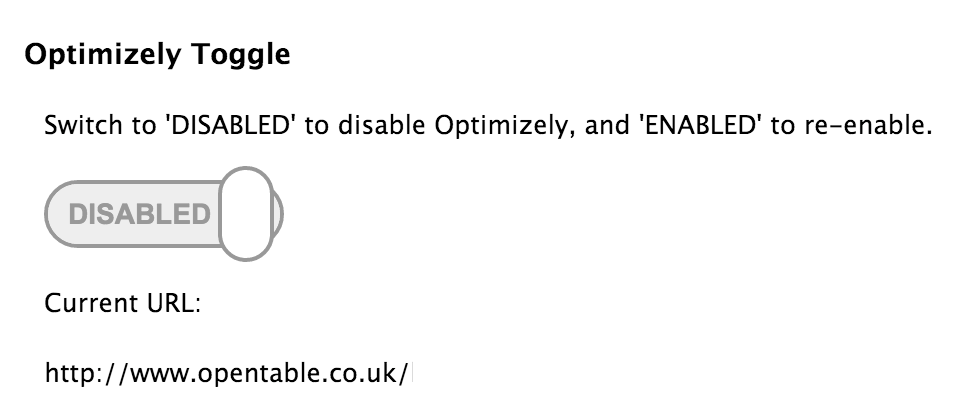 Optimizely Toggle
Switch to 'DISABLED' to disable Optimizely, and 'ENABLED' to re-enable.
DISABLED
Current URL:
http://www.opentable.co.uk/